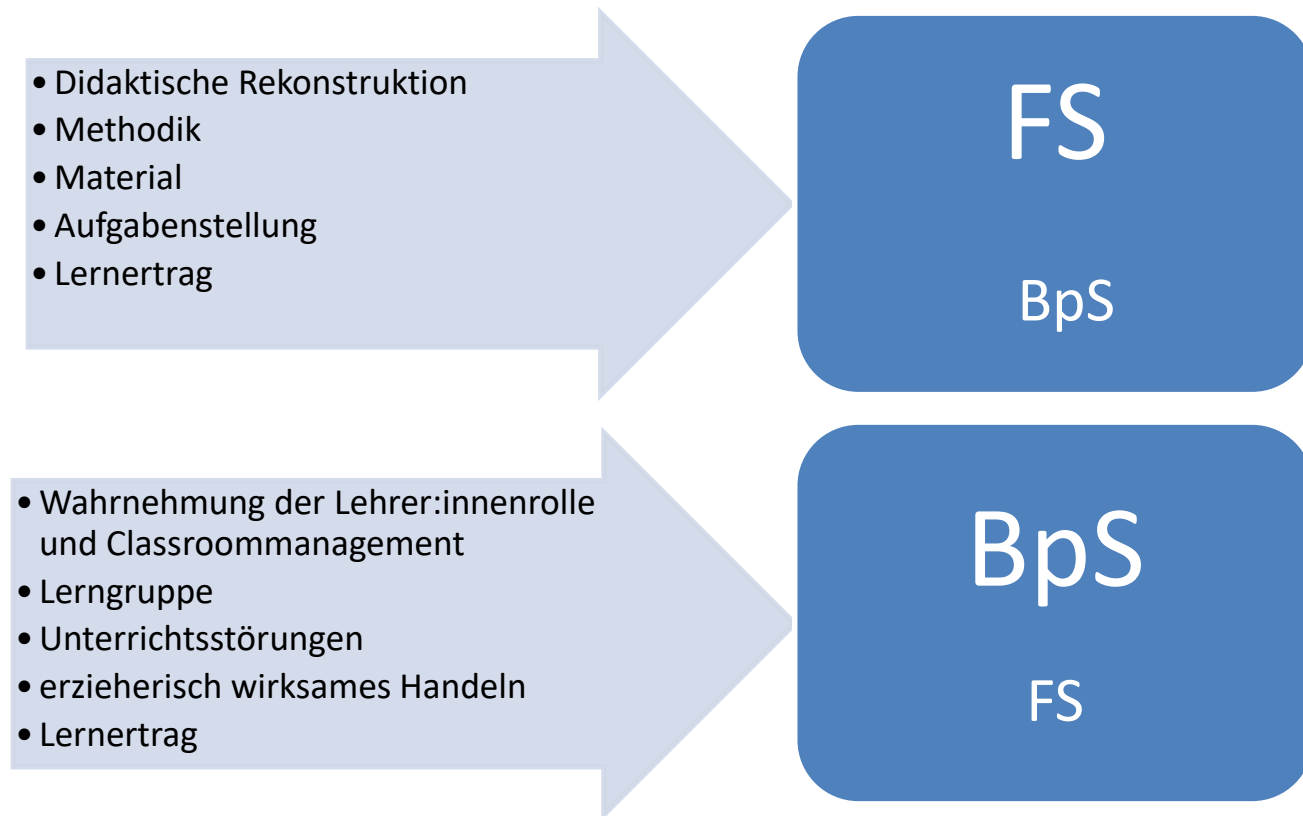 • Didaktische Rekonstruktion
• Methodik
• Material
• Aufgabenstellung
• Lernertrag
FS
BpS
• Wahrnehmung der Lehrer:innenrolle
und Classroommanagement
• Lerngruppe
• Unterrichtsstörungen
• erzieherisch wirksames Handeln
• Lernertrag
BpS
FS